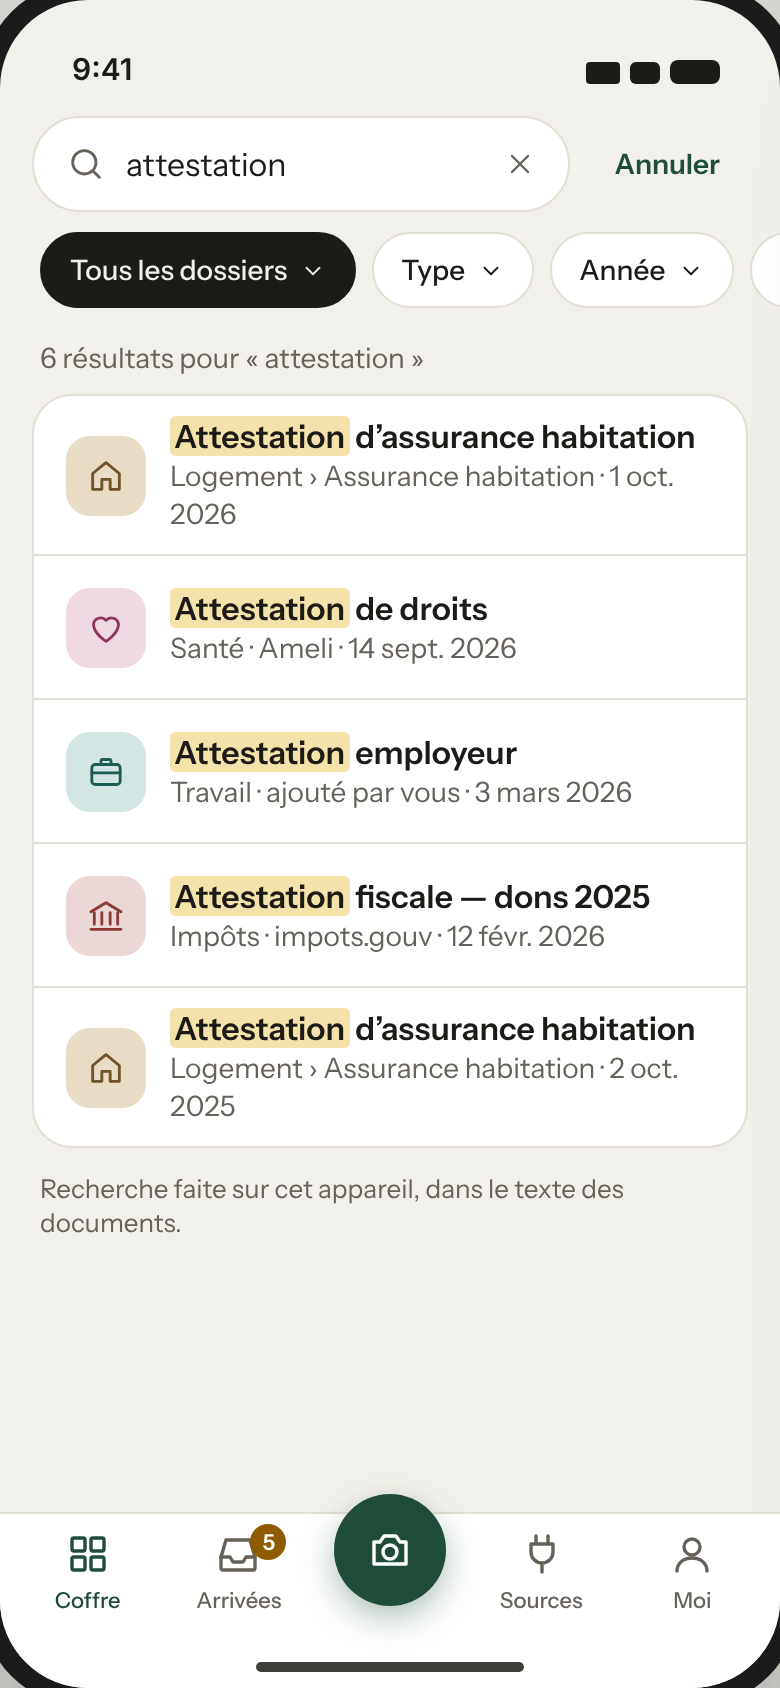 9:41
attestation
Annuler
Tous les dossiers
Type
Année
6 résultats pour « attestation »
Attestation d’assurance habitation
Logement › Assurance habitation · 1 oct.
2026
Attestation de droits
Santé · Ameli · 14 sept. 2026
Attestation employeur
Travail · ajouté par vous · 3 mars 2026
Attestation fiscale — dons 2025
Impôts · impots.gouv · 12 févr. 2026
Attestation d’assurance habitation
Logement › Assurance habitation · 2 oct.
2025
Recherche faite sur cet appareil, dans le texte des
documents.
5
Coffre
Arrivées
Sources
Moi